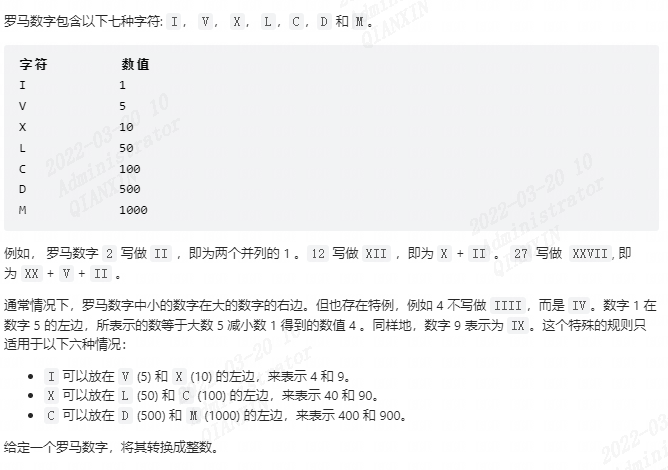 罗马数字包含以下七种字符: I， V， X， L，C，D 和 M。
字符 数值
I 1
V 5
X 10
L 50
C 100
D 500
M 1000
例如， 罗马数字 2 写做 II ，即为两个并列的 1 。12 写做 XII ，即为 X + II 。 27 写做 XXVII, 即
为 XX + V + II 。
通常情况下，罗马数字中小的数字在大的数字的右边。但也存在特例，例如 4 不写做 IIII，而是 IV。数字 1 在
数字 5 的左边，所表示的数等于大数 5 减小数 1 得到的数值 4 。同样地，数字 9 表示为 IX。这个特殊的规则只
适用于以下六种情况：
• I 可以放在 V (5) 和 X (10) 的左边，来表示 4 和 9。
• X 可以放在 L (50) 和 C (100) 的左边，来表示 40 和 90。
• C 可以放在 D (500) 和 M (1000) 的左边，来表示 400 和 900。
给定一个罗马数字，将其转换成整数。
2022-03-20 10
Administrator
QIANXIN
2022-03-20 10
Administrator
QIANXIN